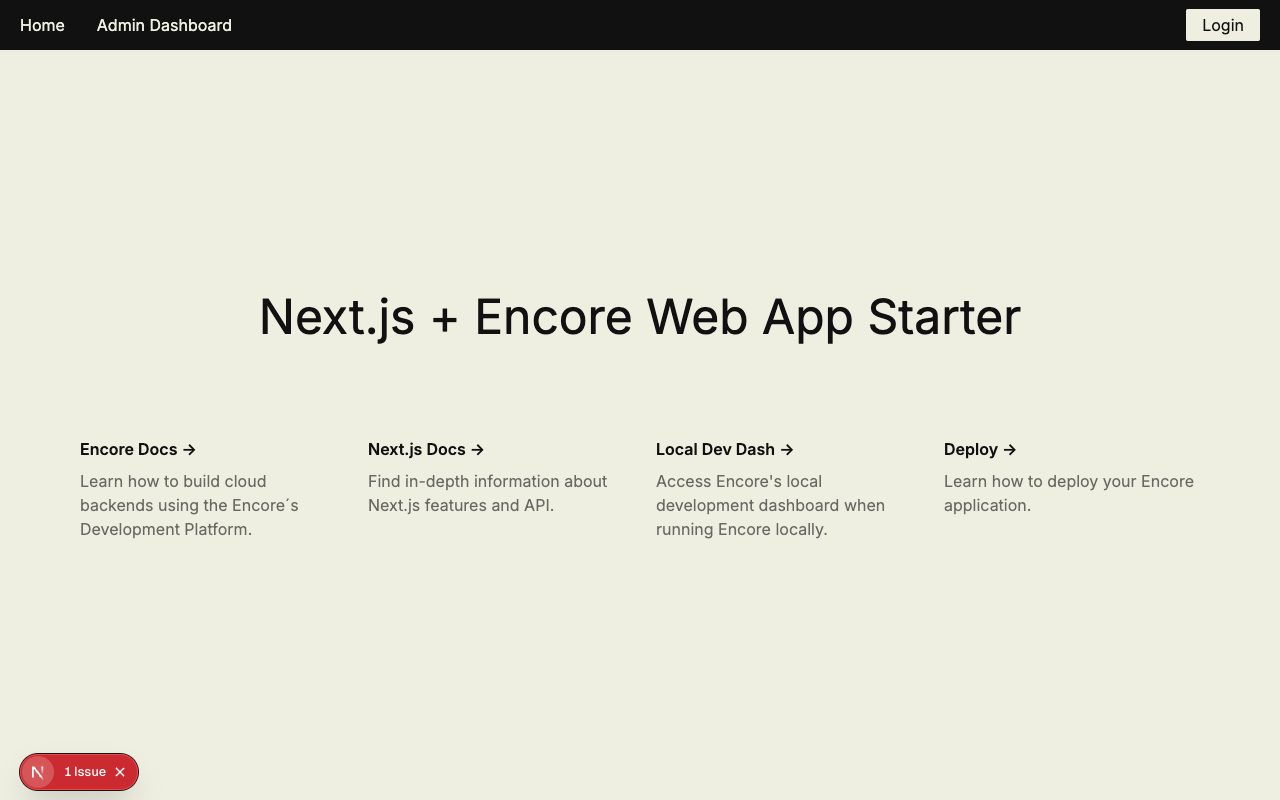 Home Admin Dashboard Login
Next.js + Encore Web App Starter
Encore Docs →
Learn how to build cloud
backends using the Encore´s
Development Platform.
Next.js Docs →
Find in-depth information about
Next.js features and API.
Local Dev Dash →
Access Encore's local
development dashboard when
running Encore locally.
Deploy →
Learn how to deploy your Encore
application.
N 1 Issue ×